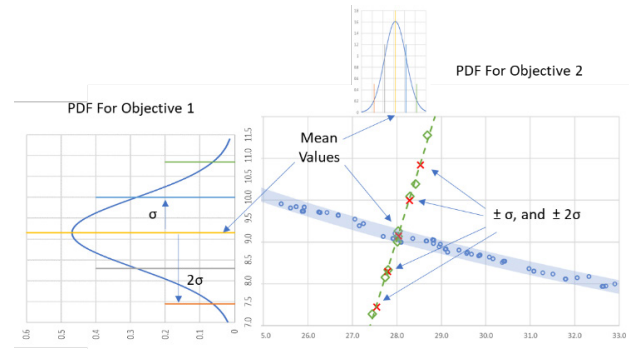 PDF For Objective 2
PDF For Objective 1
Mean
Values
σ
2σ
± σ, and ± 2σ
11.5
11.0
10.5
10.0
9.5
9.0
8.5
8.0
7.5
7.0
0.6
0.5
0.4
0.3
0.2
0.1
0
5.0 26.0 27.0 28.0 29.0 30.0 31.0 32.0 33.0